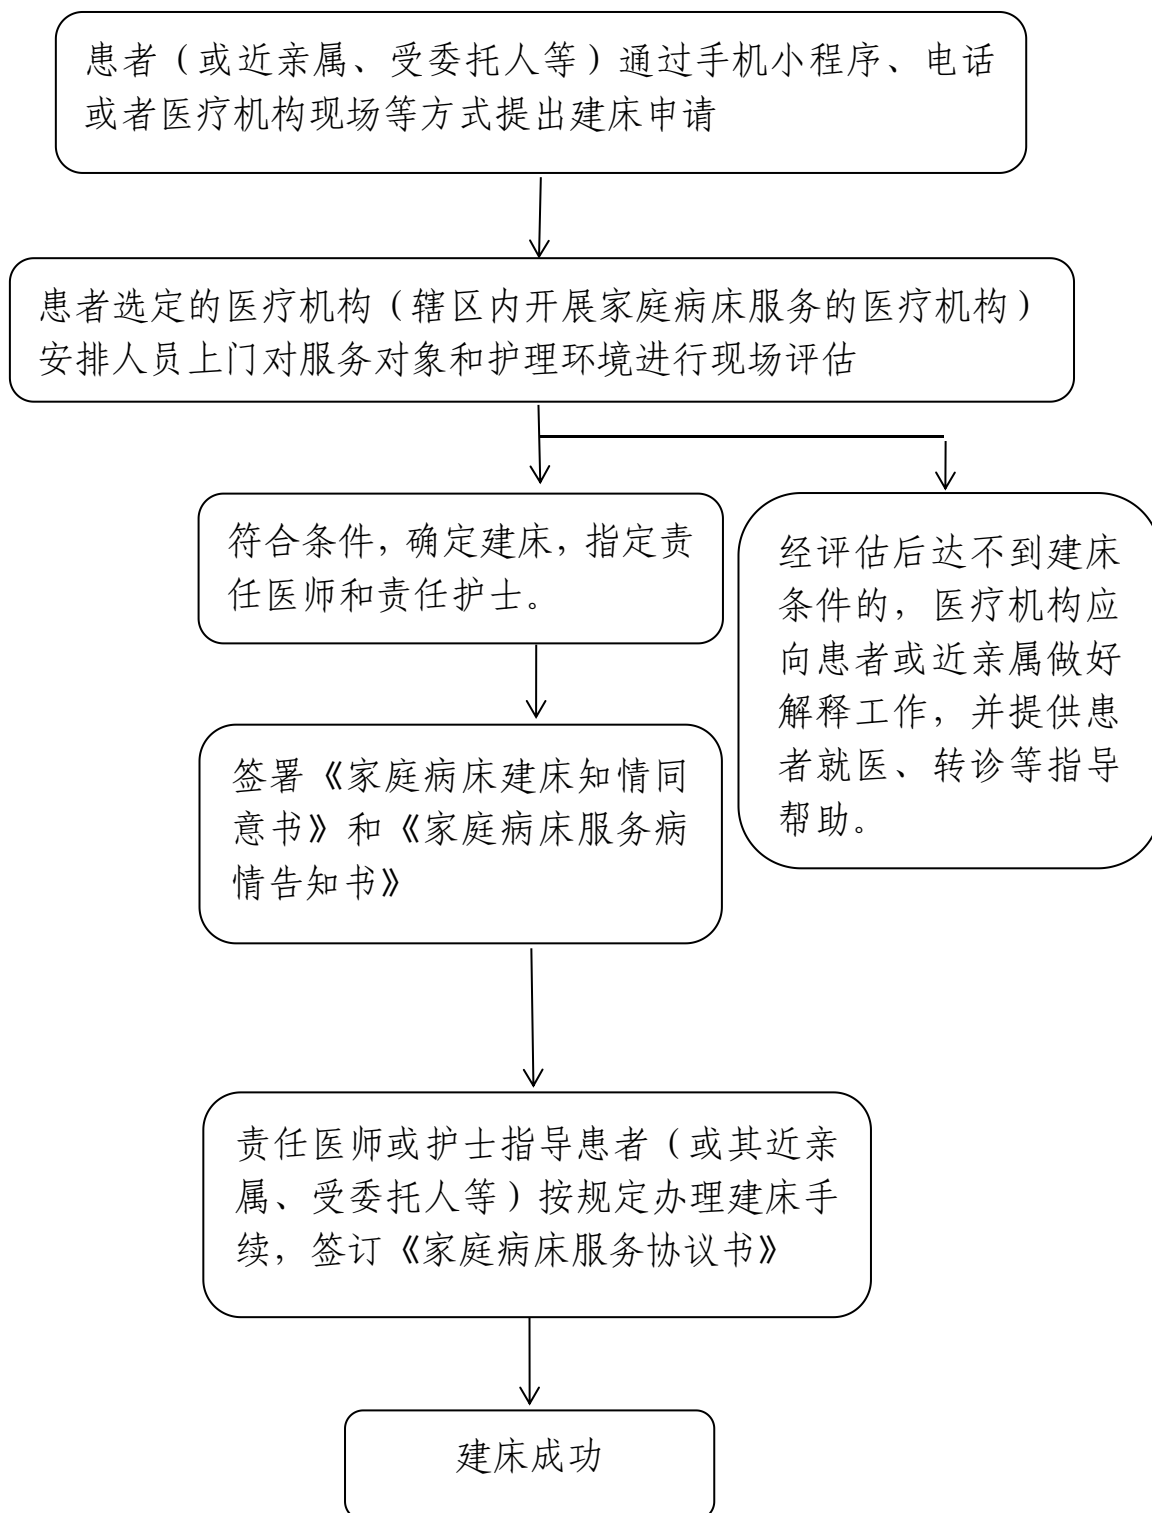 患者（或近亲属、受委托人等）通过手机小程序、电话
或者医疗机构现场等方式提出建床申请
患者选定的医疗机构（辖区内开展家庭病床服务的医疗机构）
安排人员上门对服务对象和护理环境进行现场评估
符合条件，确定建床，指定责
任医师和责任护士。
经评估后达不到建床
条件的，医疗机构应
向患者或近亲属做好
解释工作，并提供患
者就医、转诊等指导
帮助。
签署《家庭病床建床知情同
意书》和《家庭病床服务病
情告知书》
责任医师或护士指导患者（或其近亲
属、受委托人等）按规定办理建床手
续，签订《家庭病床服务协议书》
建床成功